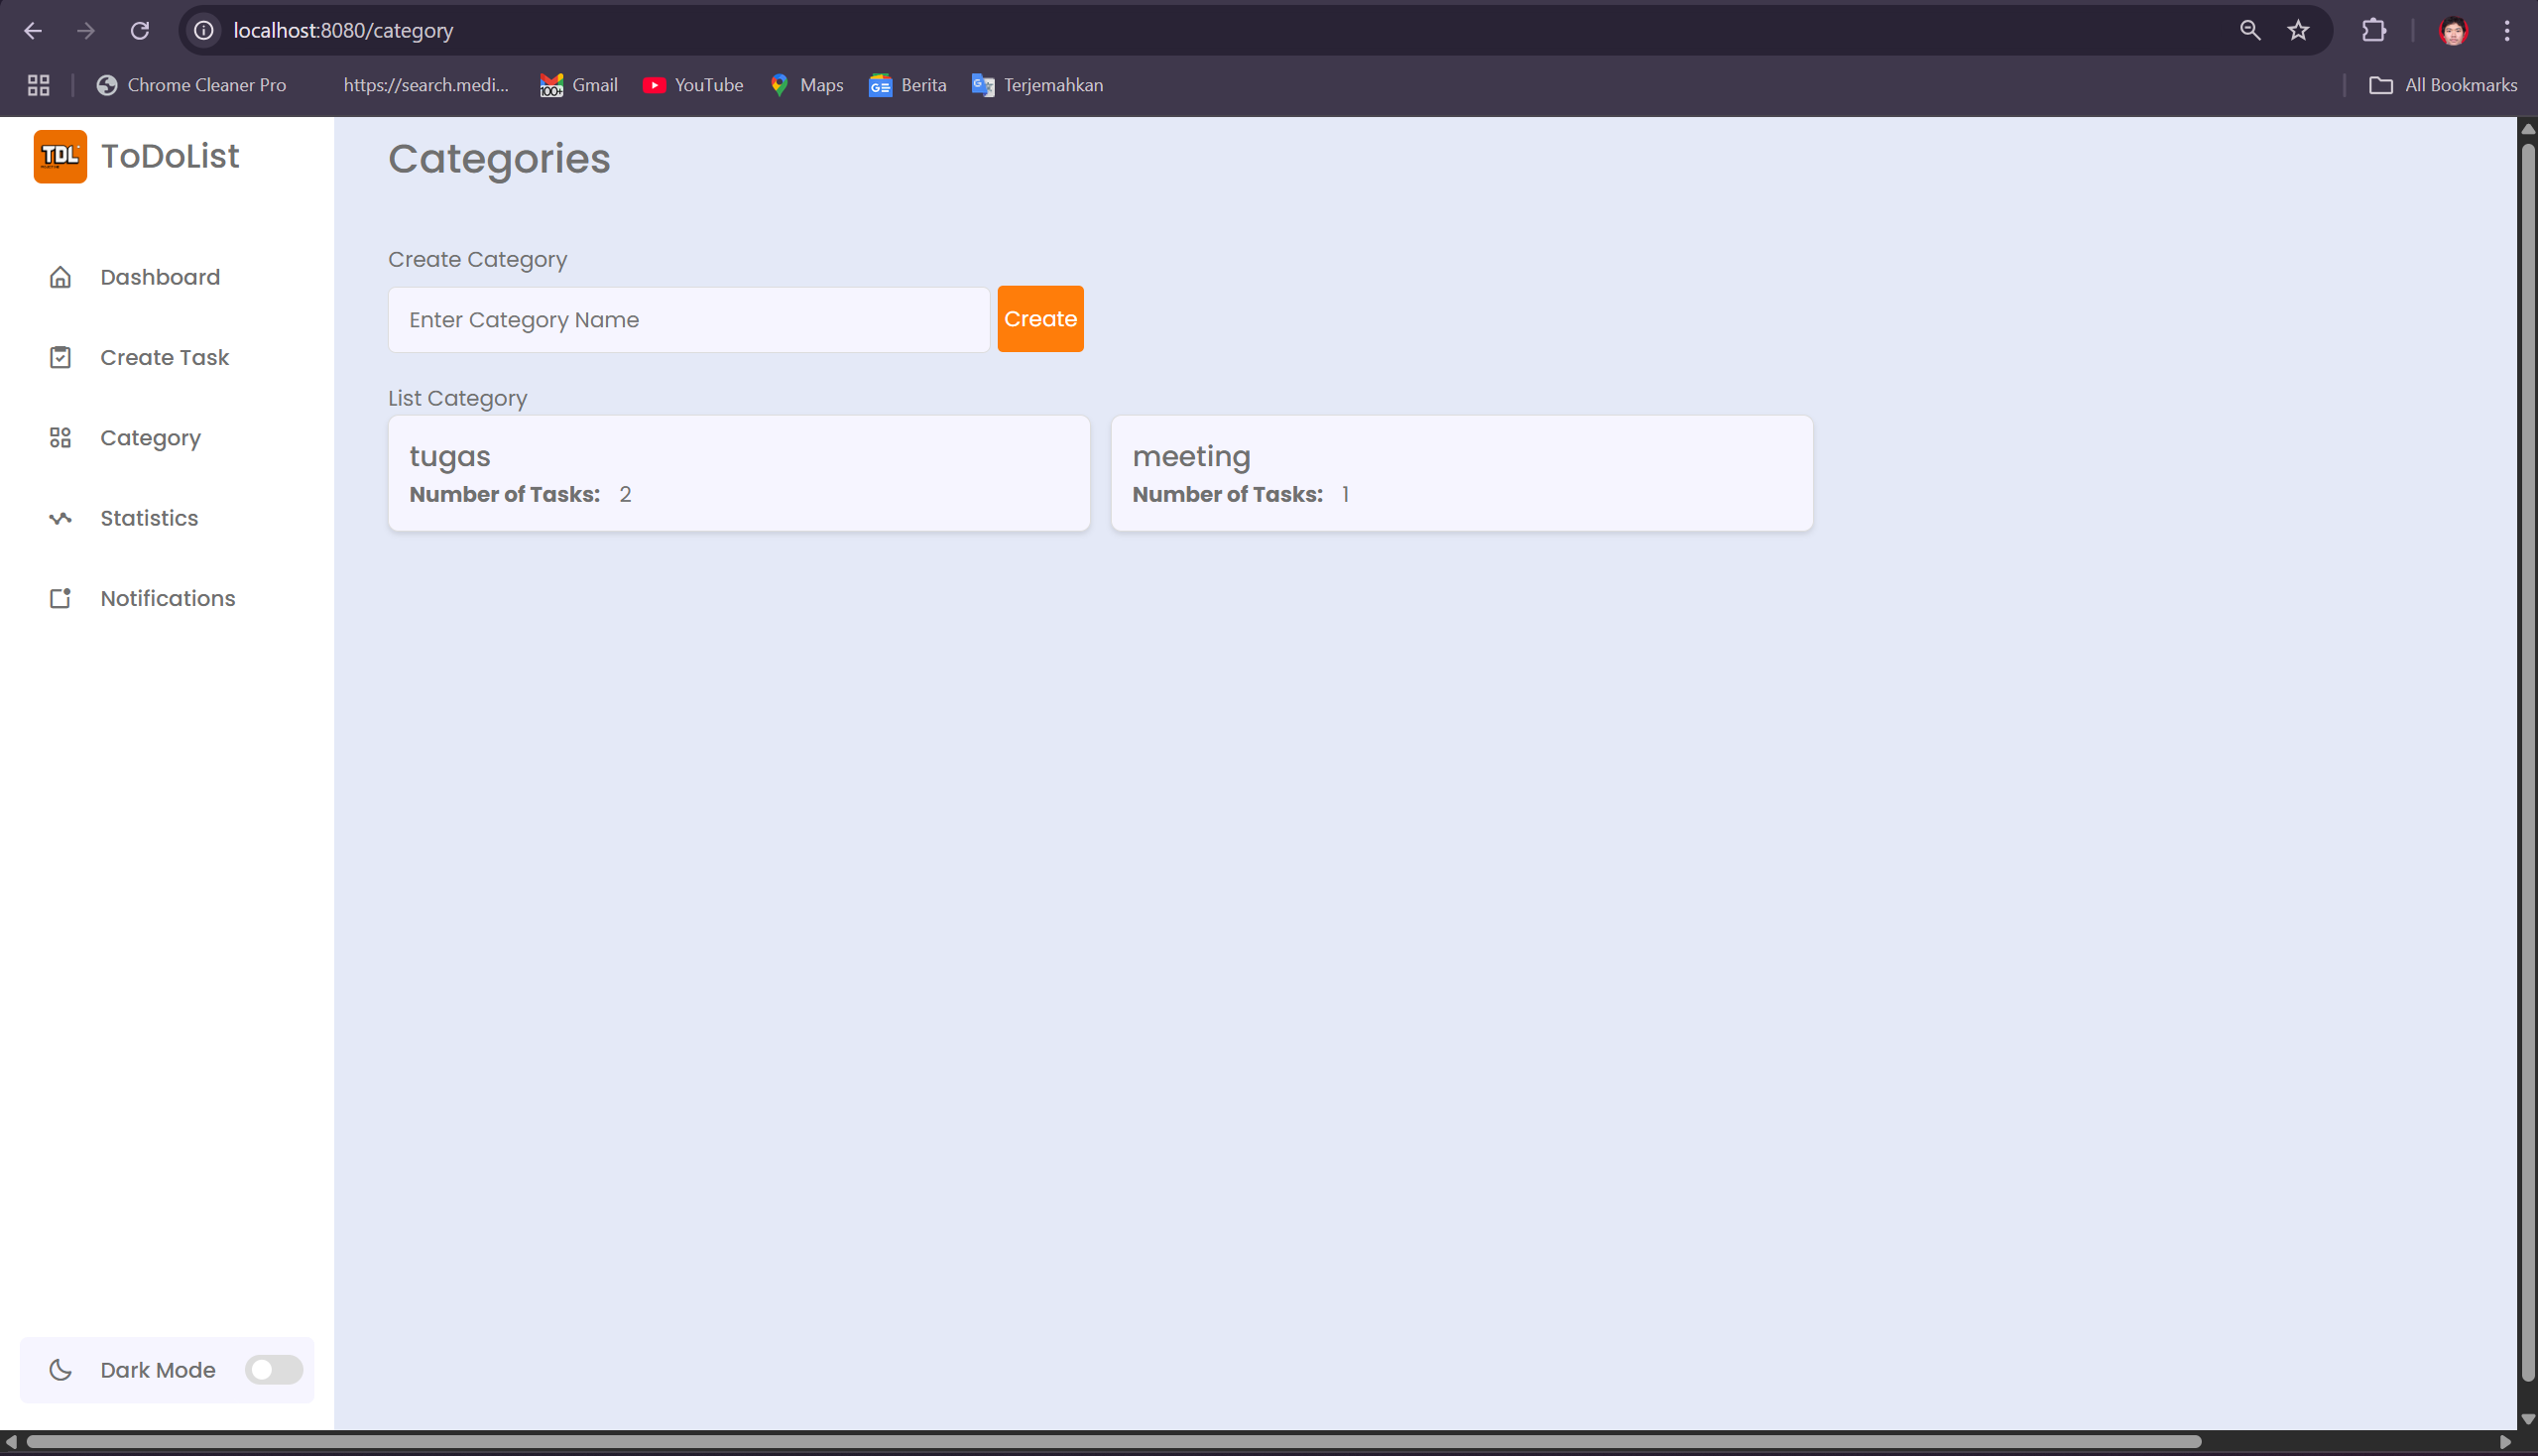 localhost:8080/category
Chrome Cleaner Pro
https://search.medi...
100+
Gmail
YouTube
Maps
Berita
Terjemahkan
All Bookmarks
TDL
ToDoList
Dashboard
Create Task
Category
Statistics
Notifications
Dark Mode
Categories
Create Category
Enter Category Name
Create
List Category
tugas
Number of Tasks: 2
meeting
Number of Tasks: 1